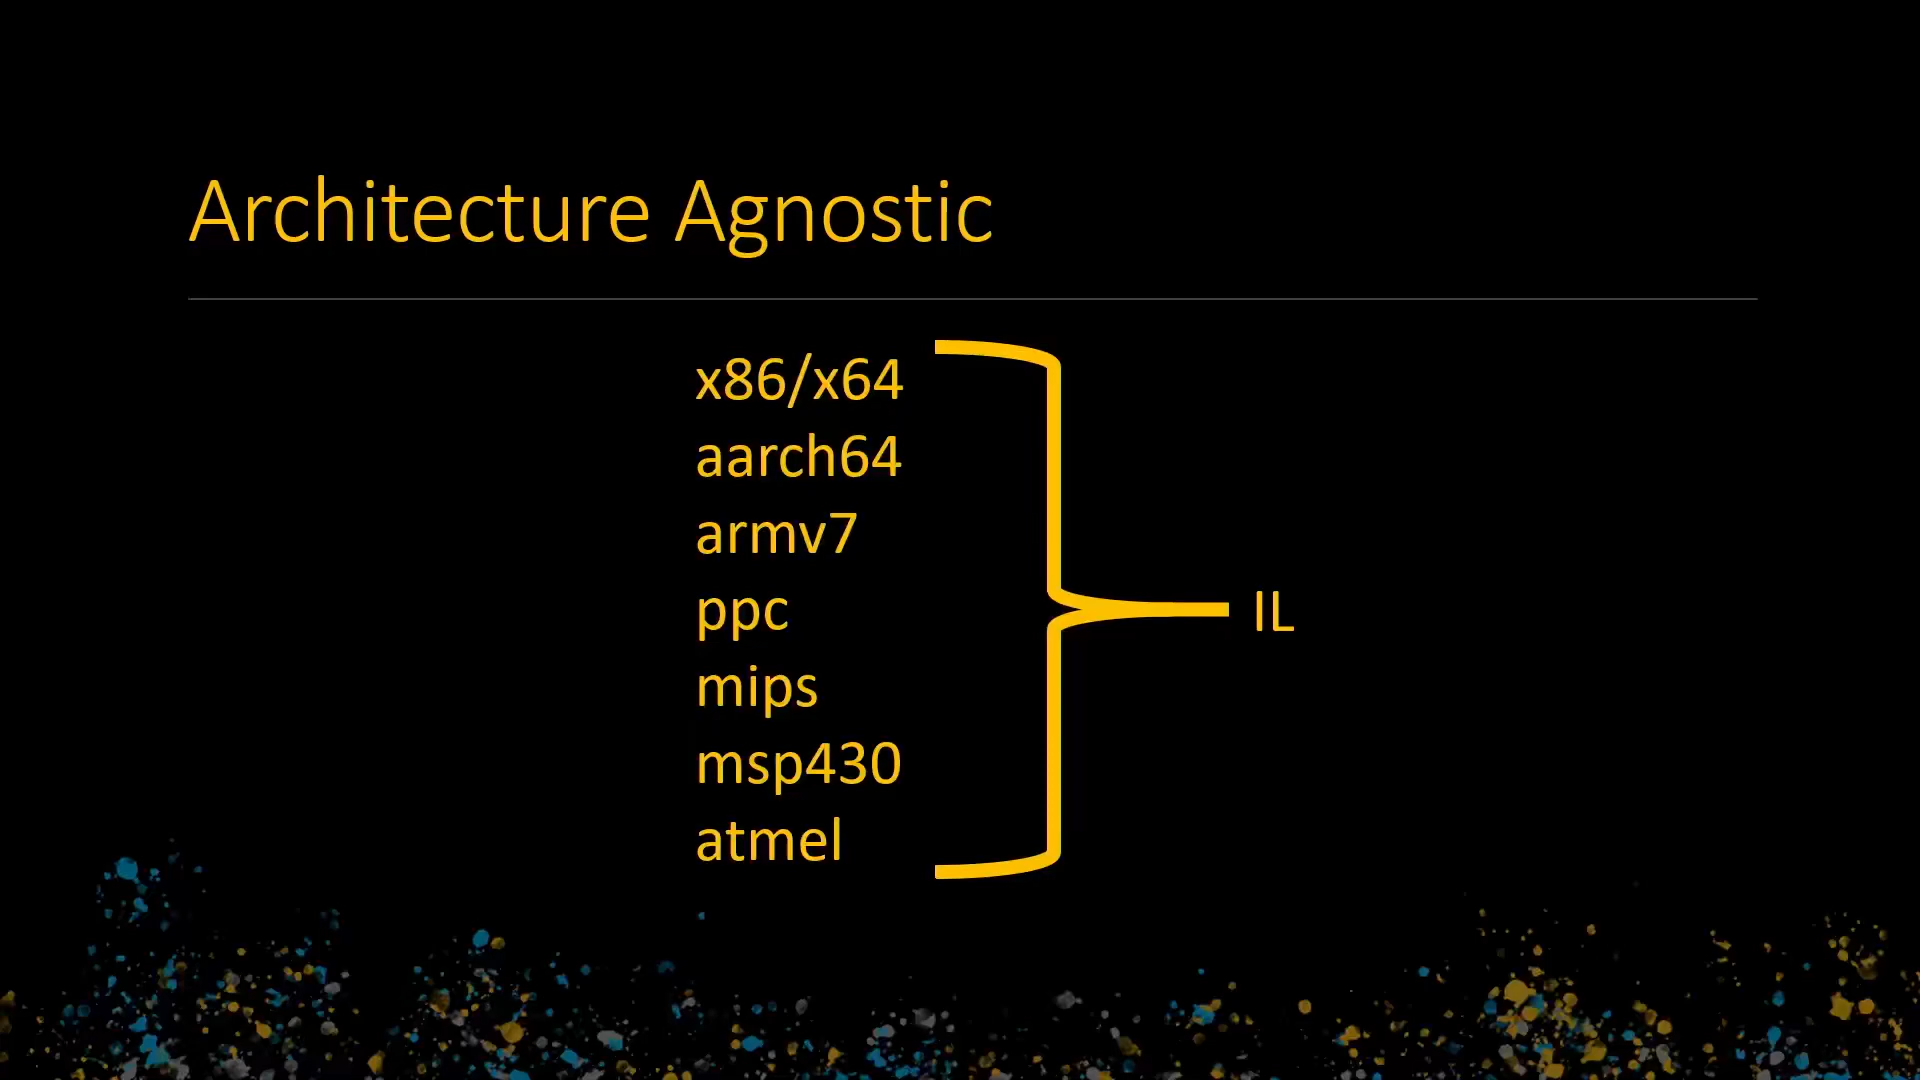 Architecture Agnostic
x86/x64
aarch64
armv7
ppc
mips
msp430
atmel
IL